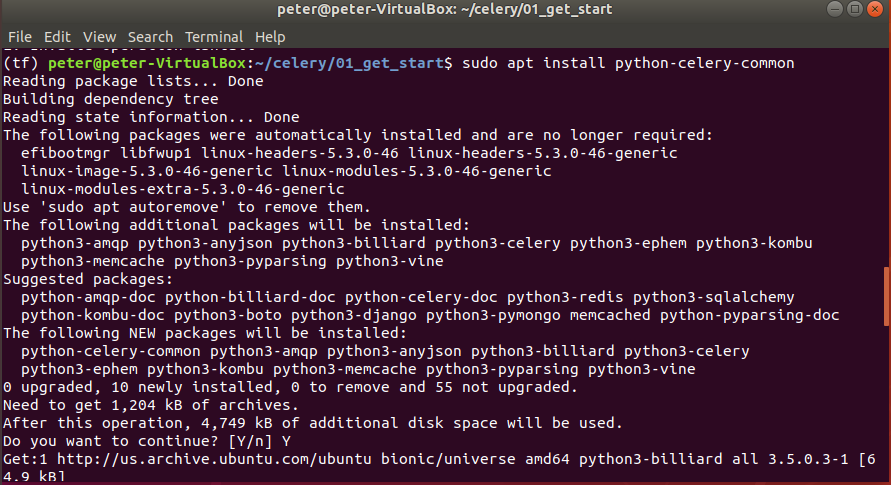 peter@peter-VirtualBox: ~/celery/01_get_start
File Edit View Search Terminal Help
(tf) peter@peter-VirtualBox:~/celery/01_get_start$ sudo apt install python-celery-common
Reading package lists... Done
Building dependency tree
Reading state information... Done
The following packages were automatically installed and are no longer required:
efibootmgr libfwup1 linux-headers-5.3.0-46 linux-headers-5.3.0-46-generic
linux-image-5.3.0-46-generic linux-modules-5.3.0-46-generic
linux-modules-extra-5.3.0-46-generic
Use 'sudo apt autoremove' to remove them.
The following additional packages will be installed:
python3-amqp python3-anyjson python3-billiard python3-celery python3-ephem python3-kombu
python3-memcache python3-pyparsing python3-vine
Suggested packages:
python-amqp-doc python-billiard-doc python-celery-doc python3-redis python3-sqlalchemy
python-kombu-doc python3-boto python3-django python3-pymongo memcached python-pyparsing-doc
The following NEW packages will be installed:
python-celery-common python3-amqp python3-anyjson python3-billiard python3-celery
python3-ephem python3-kombu python3-memcache python3-pyparsing python3-vine
0 upgraded, 10 newly installed, 0 to remove and 55 not upgraded.
Need to get 1,204 kB of archives.
After this operation, 4,749 kB of additional disk space will be used.
Do you want to continue? [Y/n] Y
Get:1 http://us.archive.ubuntu.com/ubuntu bionic/universe amd64 python3-billiard all 3.5.0.3-1 [6
4.9 kB]